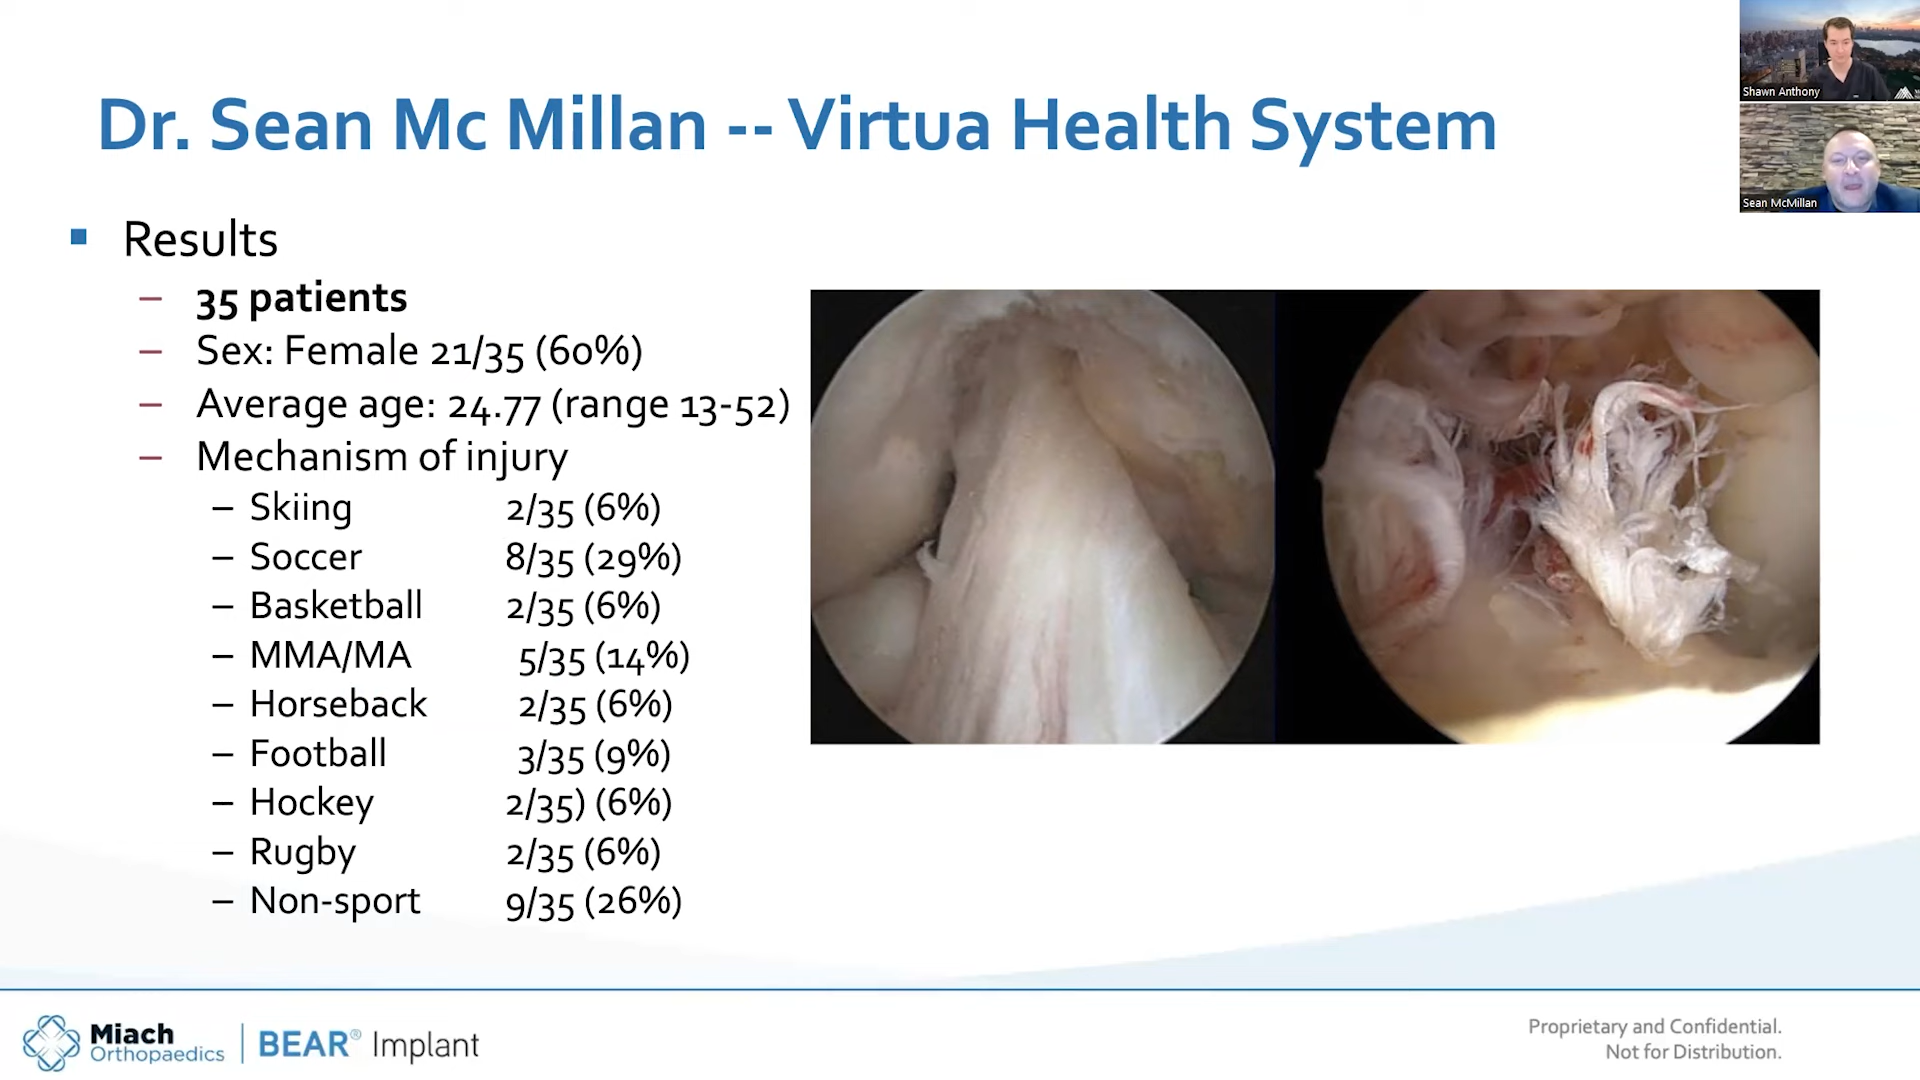 Dr. Sean Mc Millan -- Virtua Health System
Shawn Anthony
Sean McMillan
▪ Results
– 35 patients
– Sex: Female 21/35 (60%)
– Average age: 24.77 (range 13-52)
– Mechanism of injury
– Skiing 2/35 (6%)
– Soccer 8/35 (29%)
– Basketball 2/35 (6%)
– MMA/MA 5/35 (14%)
– Horseback 2/35 (6%)
– Football 3/35 (9%)
– Hockey 2/35) (6%)
– Rugby 2/35 (6%)
– Non-sport 9/35 (26%)
Miach
Orthopaedics
BEAR® Implant
Proprietary and Confidential.
Not for Distribution.